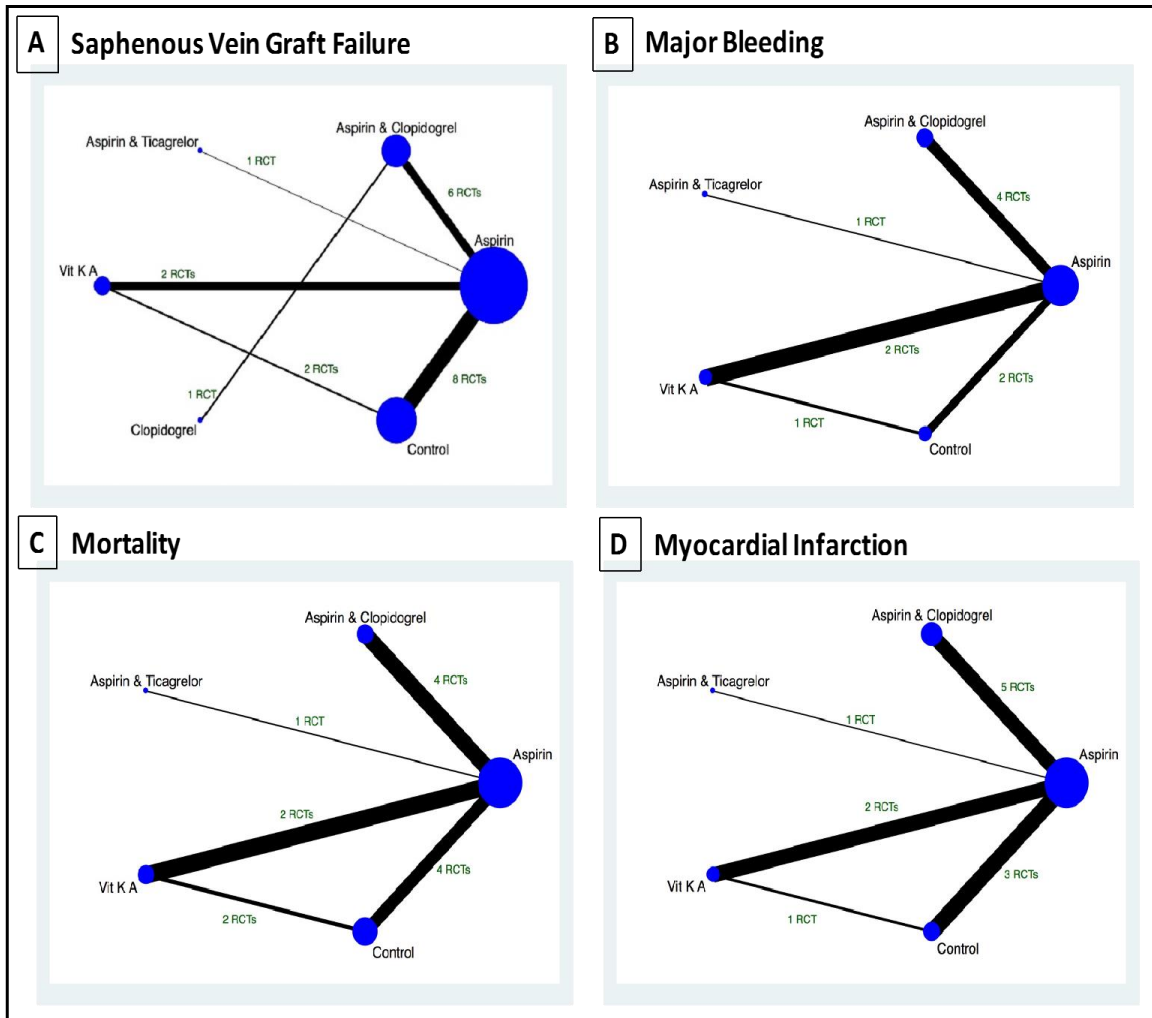 A Saphenous Vein Graft Failure
Aspirin & Clopidogrel
Aspirin & Ticagrelor
1 RCT
6 RCTs
Aspirin
Vit K A
2 RCTs
2 RCTs
8 RCTs
1 RCT
Clopidogrel
Control
B Major Bleeding
Aspirin & Clopidogrel
Aspirin & Ticagrelor
4 RCTs
1 RCT
Aspirin
2 RCTs
2 RCTs
Vit K A
1 RCT
Control
C Mortality
Aspirin & Clopidogrel
Aspirin & Ticagrelor
4 RCTs
1 RCT
Aspirin
2 RCTs
4 RCTs
Vit K A
2 RCTs
Control
D Myocardial Infarction
Aspirin & Clopidogrel
Aspirin & Ticagrelor
5 RCTs
1 RCT
Aspirin
2 RCTs
3 RCTs
Vit K A
1 RCT
Control